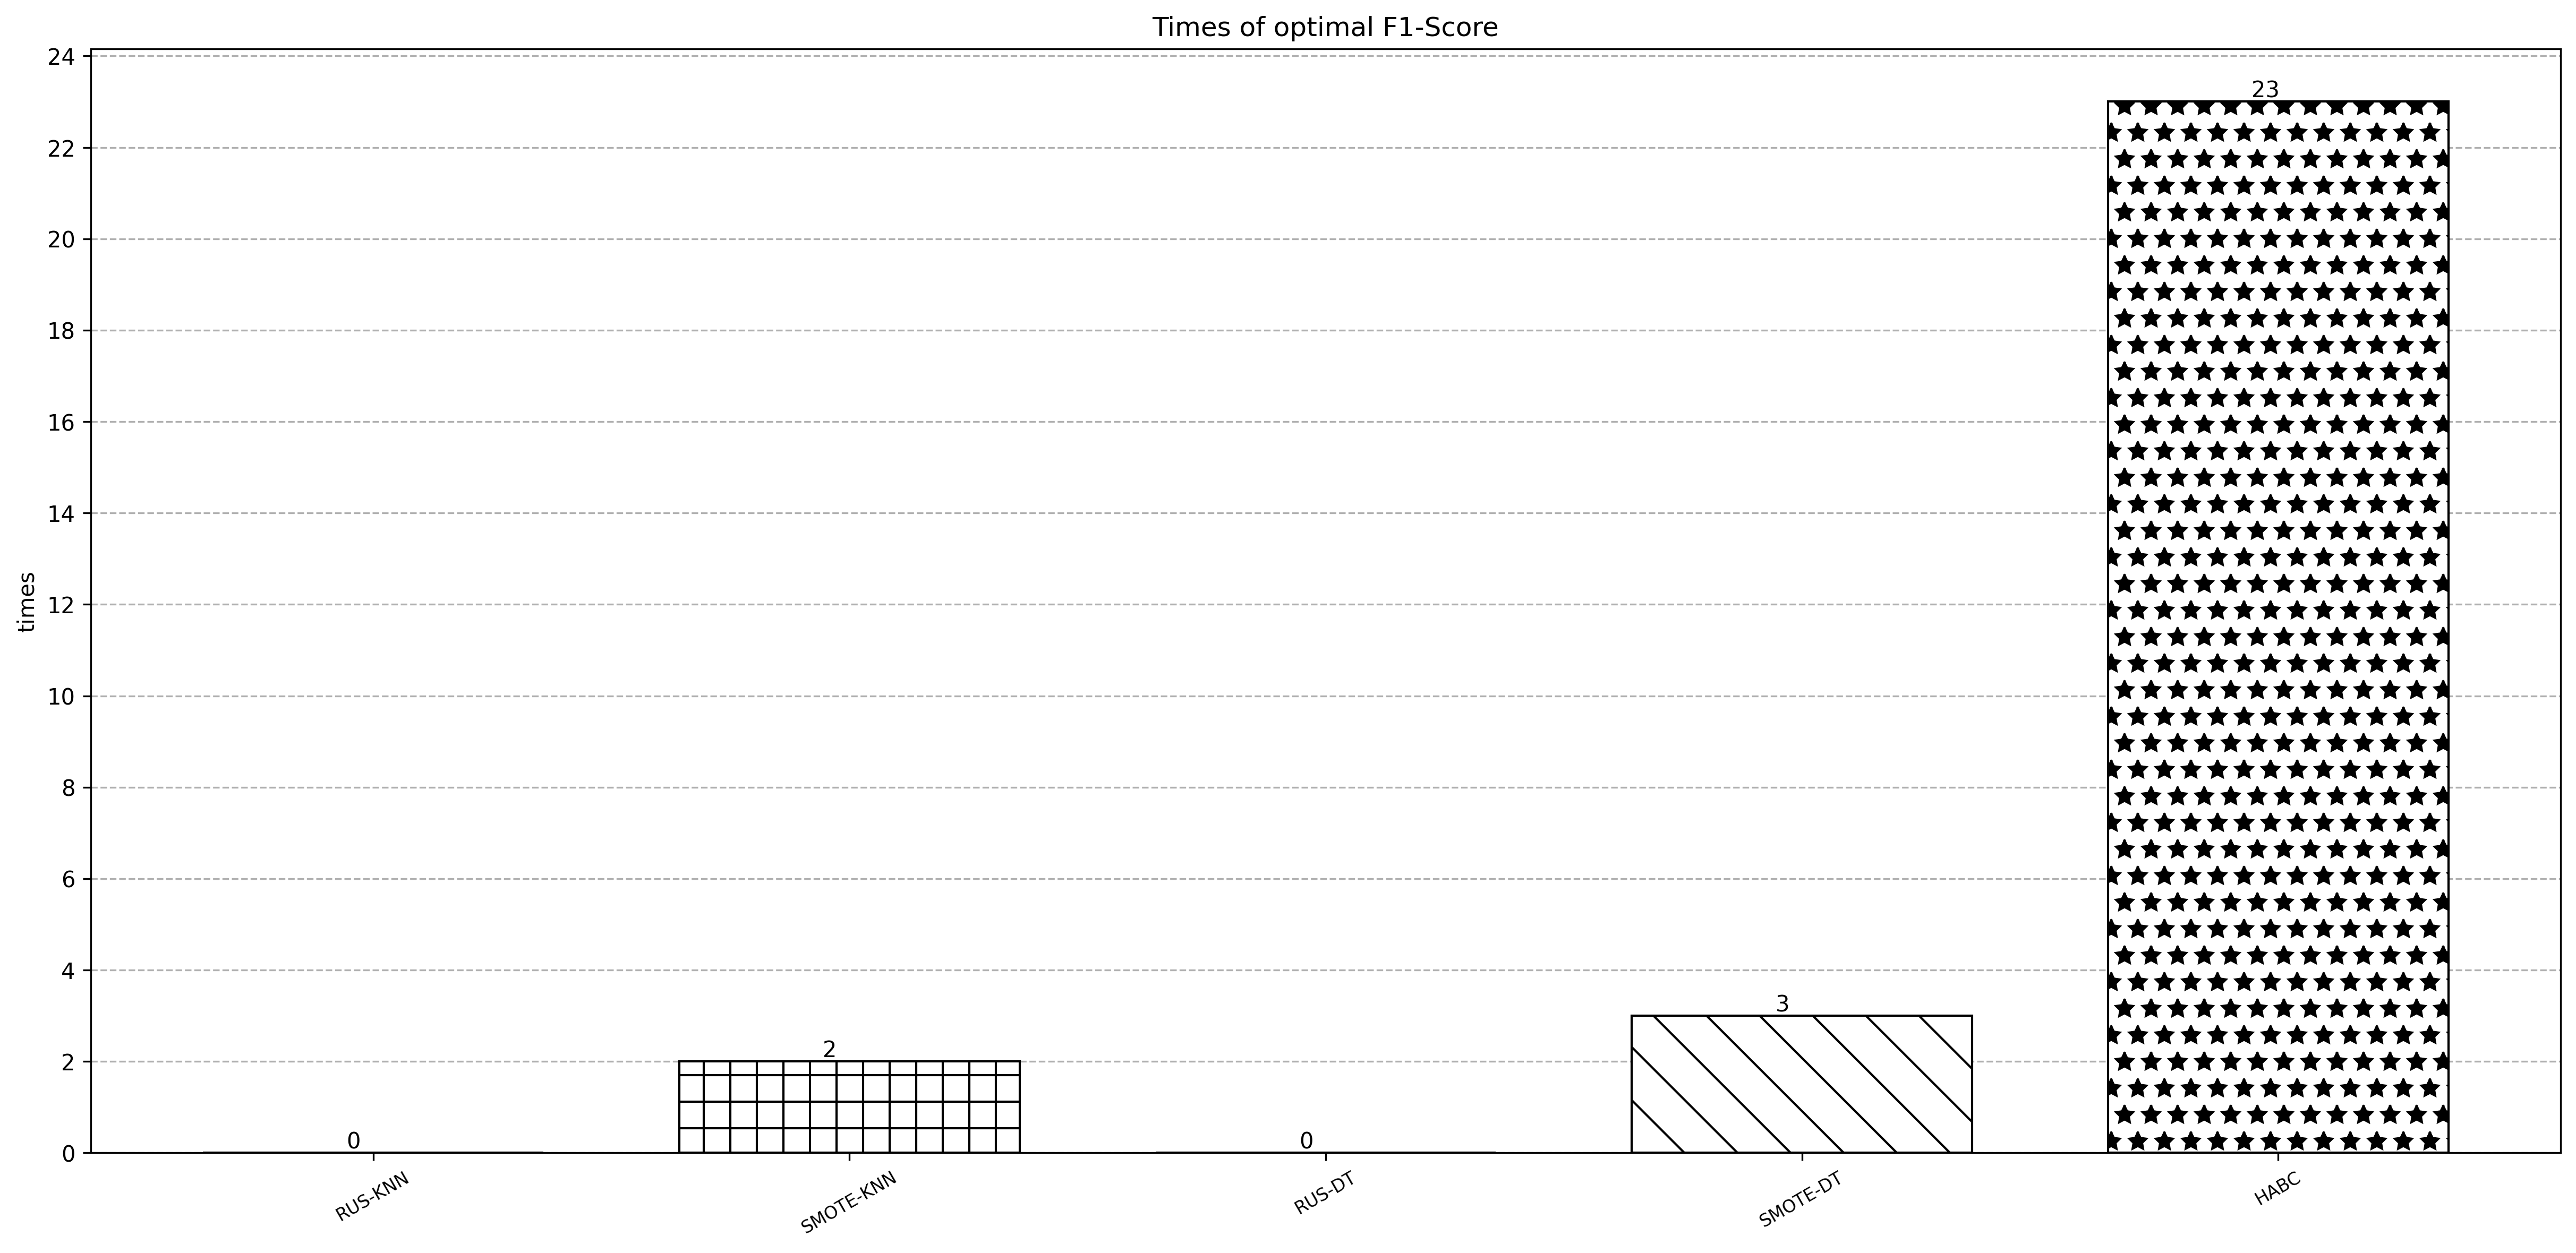 Times of optimal F1-Score
24
22
20
18
16
14
12
10
8
6
4
2
0
times
0
2
0
3
23
RUS-KNN
SMOTE-KNN
RUS-DT
SMOTE-DT
HABC